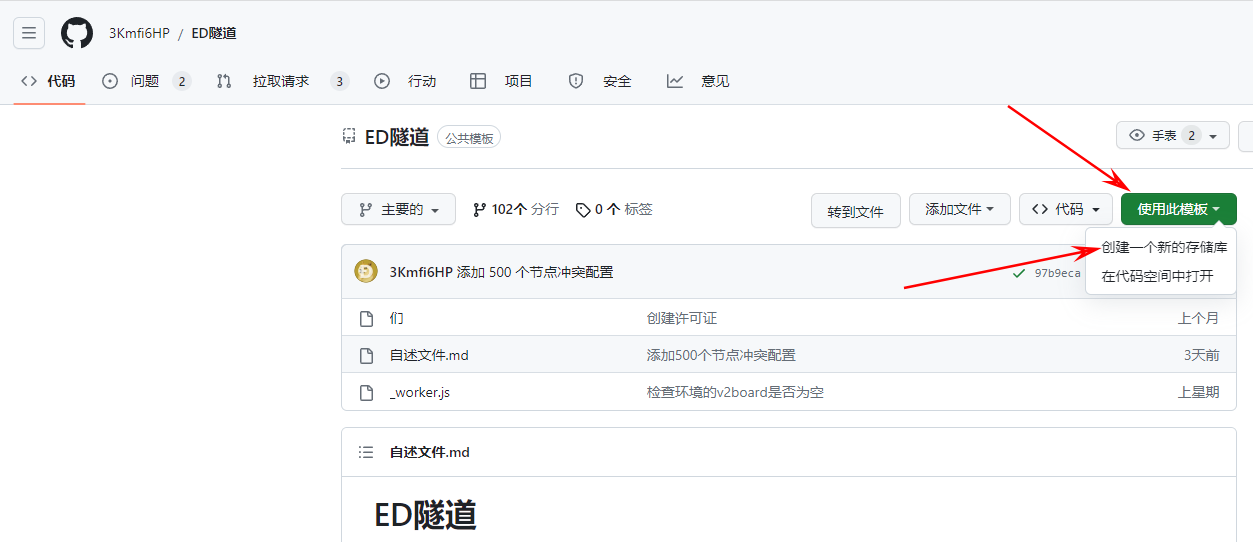 3Kmfi6HP / ED隧道
代码 问题 2 拉取请求 3 行动 项目 安全 意见
ED隧道 公共模板 手表 2
主要的 102个 分行 0 个 标签 转到文件 添加文件 代码 使用此模板
创建一个新的存储库
3Kmfi6HP 添加 500 个节点冲突配置 97b9eca
在代码空间中打开
们 创建许可证 上个月
自述文件.md 添加500个节点冲突配置 3天前
_worker.js 检查环境的v2board是否为空 上星期
自述文件.md
ED隧道